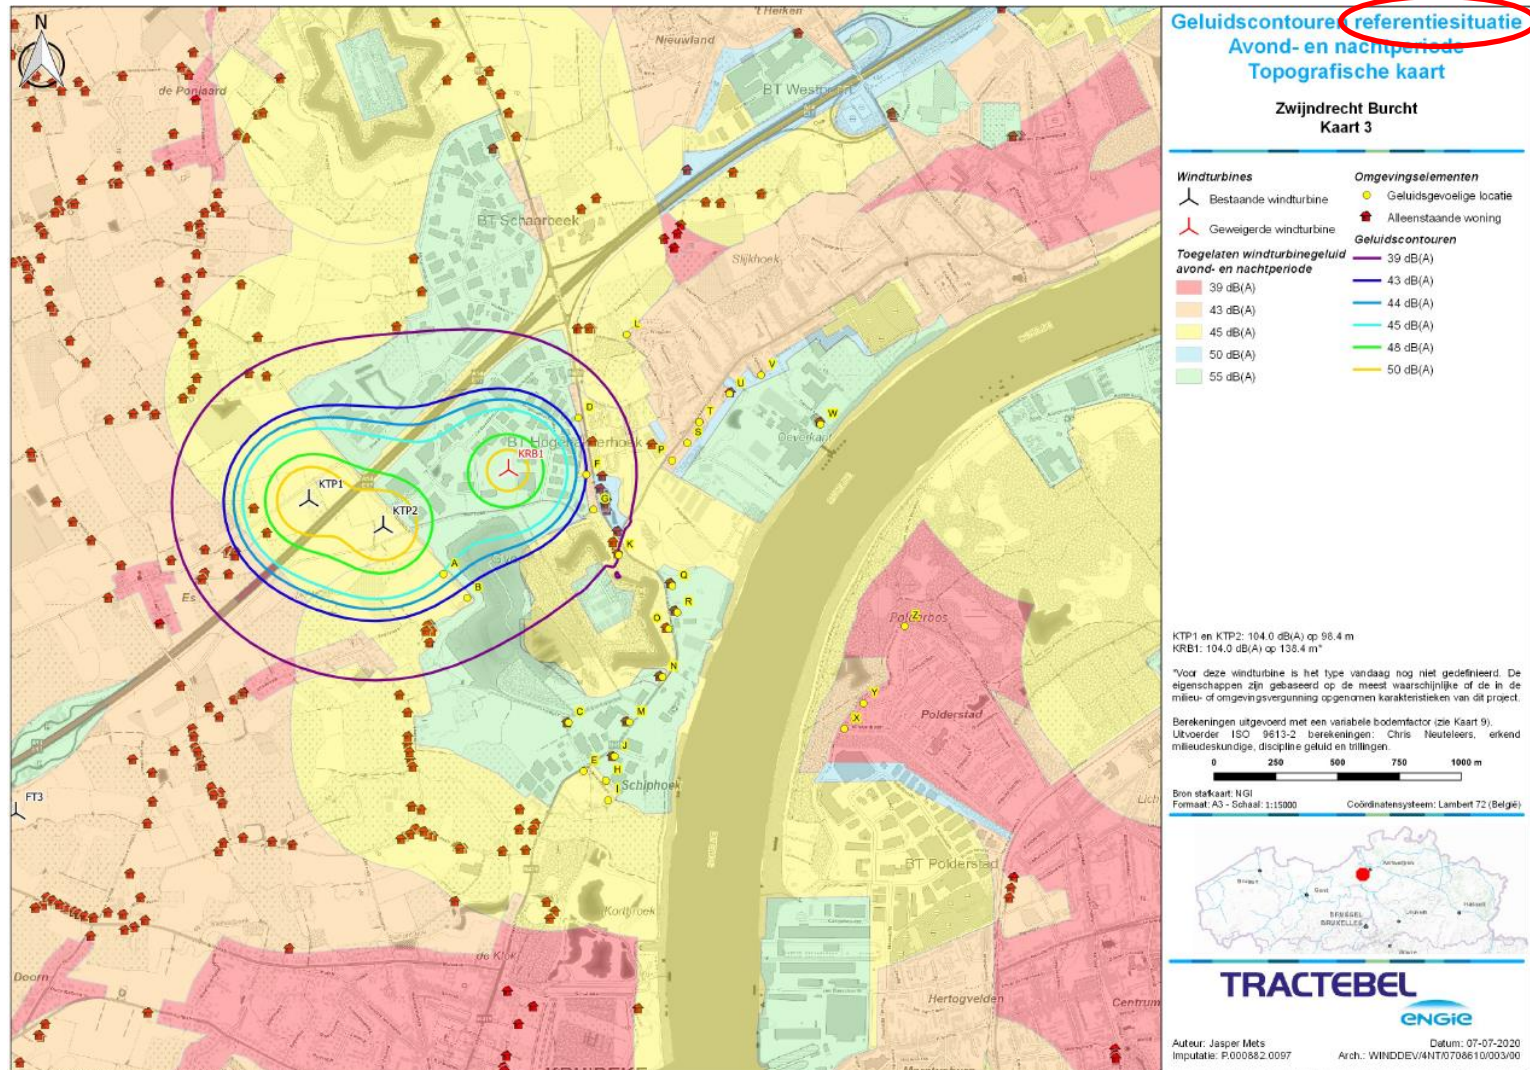 Geluidscontouren referentiesituatie
Avond- en nachtperiode
Topografische kaart
Zwijndrecht Burcht
Kaart 3
Windturbines
Bestaande windturbine
Geweigerde windturbine
Toegelaten windturbinegeluid
avond- en nachtperiode
39 dB(A)
43 dB(A)
45 dB(A)
50 dB(A)
55 dB(A)
Omgevingselementen
Geluidsgevoelige locatie
Alleenstaande woning
Geluidscontouren
39 dB(A)
43 dB(A)
44 dB(A)
45 dB(A)
48 dB(A)
50 dB(A)
KTP1 en KTP2: 104.0 dB(A) op 98.4 m
KRB1: 104.0 dB(A) op 138.4 m*
*Voor deze windturbine is het type vandaag nog niet gedefinieerd. De
eigenschappen zijn gebaseerd op de meest waarschijnlijke of de in de
milieu- of omgevingsvergunning opgenomen karakteristieken van dit project.
Berekeningen uitgevoerd met een variabele bodemfactor (zie Kaart 9).
Uitvoerder ISO 9613-2 berekeningen: Chris Neuteleers, erkend
milieudeskundige, discipline geluid en trillingen.
0 250 500 750 1000 m
Bron stafkaart: NGI
Formaat: A3 - Schaal: 1:15000 Coördinatensysteem: Lambert 72 (België)
Antwerpen
Gent
Leuven
Hasselt
BRUXELLES
TRACTEBEL
ENGIE
Auteur: Jasper Mets Datum: 07-07-2020
Imputatie: P.000882.0097 Arch.: WINDDEV/4NT/0708610/003/00
N
't Heiken
Nieuwland
de Ponjaard
BT Schaarbeek
Slijkhoek
L
V
U
D
T
W
Oeverkant
S
P
KRB1
F
KTP1
G
KTP2
K
A
B
Q
R
O
Es
Z
N
Y
C
M
X
Polderstad
J
E
H
Schiphoek
I
FT3
BT Polderstad
Kortbroek
de Klok
Doorn
Hertogvelden
Centrum